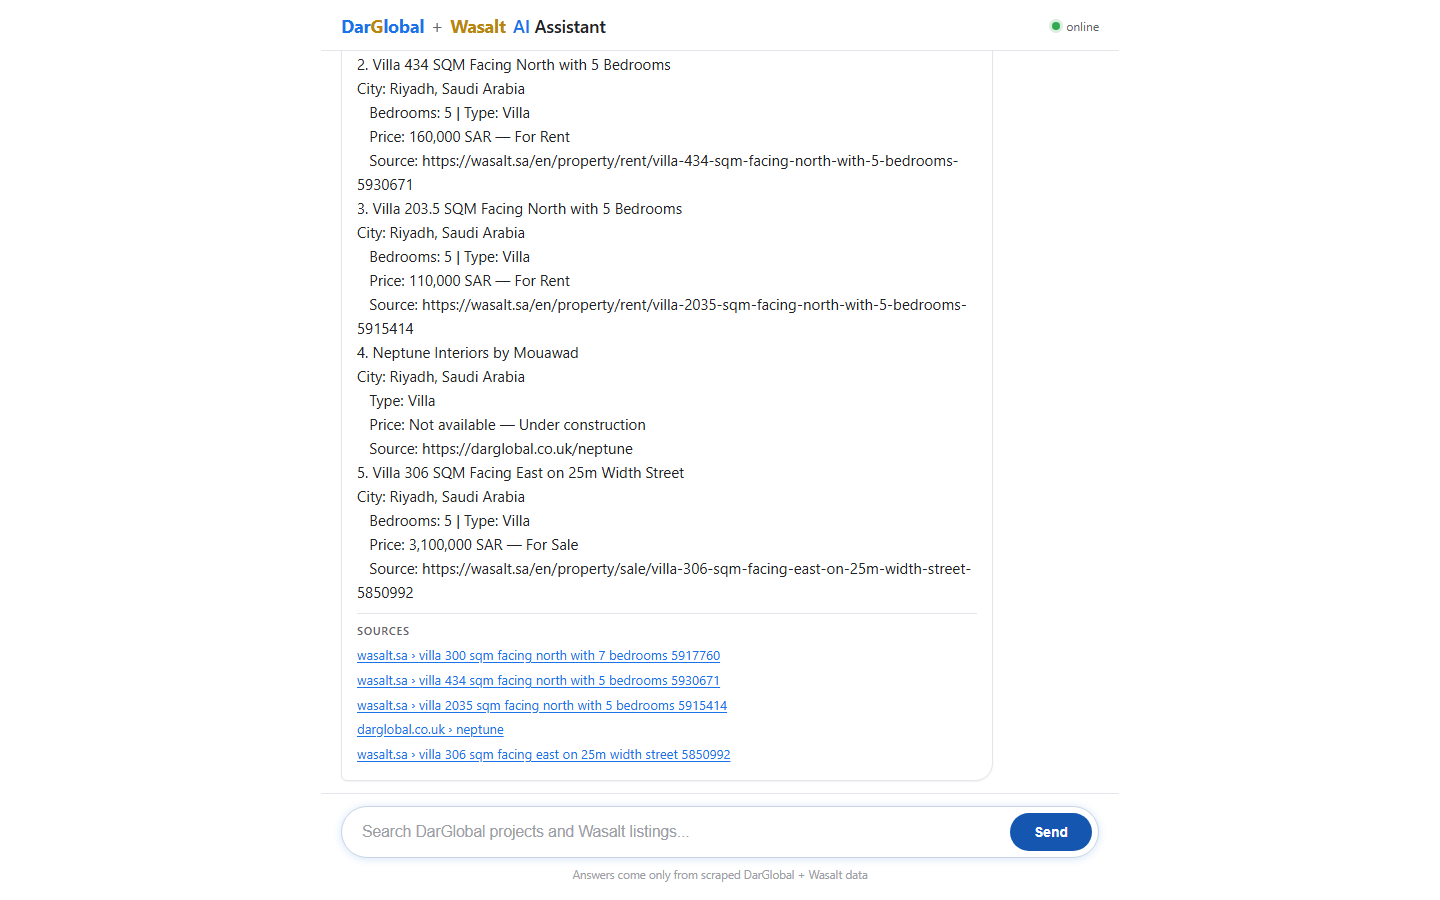 DarGlobal + Wasalt AI Assistant
online
2. Villa 434 SQM Facing North with 5 Bedrooms
City: Riyadh, Saudi Arabia
Bedrooms: 5 | Type: Villa
Price: 160,000 SAR — For Rent
Source: https://wasalt.sa/en/property/rent/villa-434-sqm-facing-north-with-5-bedrooms-
5930671
3. Villa 203.5 SQM Facing North with 5 Bedrooms
City: Riyadh, Saudi Arabia
Bedrooms: 5 | Type: Villa
Price: 110,000 SAR — For Rent
Source: https://wasalt.sa/en/property/rent/villa-2035-sqm-facing-north-with-5-bedrooms-
5915414
4. Neptune Interiors by Mouawad
City: Riyadh, Saudi Arabia
Type: Villa
Price: Not available — Under construction
Source: https://darglobal.co.uk/neptune
5. Villa 306 SQM Facing East on 25m Width Street
City: Riyadh, Saudi Arabia
Bedrooms: 5 | Type: Villa
Price: 3,100,000 SAR — For Sale
Source: https://wasalt.sa/en/property/sale/villa-306-sqm-facing-east-on-25m-width-street-
5850992
SOURCES
wasalt.sa › villa 300 sqm facing north with 7 bedrooms 5917760
wasalt.sa › villa 434 sqm facing north with 5 bedrooms 5930671
wasalt.sa › villa 2035 sqm facing north with 5 bedrooms 5915414
darglobal.co.uk › neptune
wasalt.sa › villa 306 sqm facing east on 25m width street 5850992
Search DarGlobal projects and Wasalt listings...
Send
Answers come only from scraped DarGlobal + Wasalt data